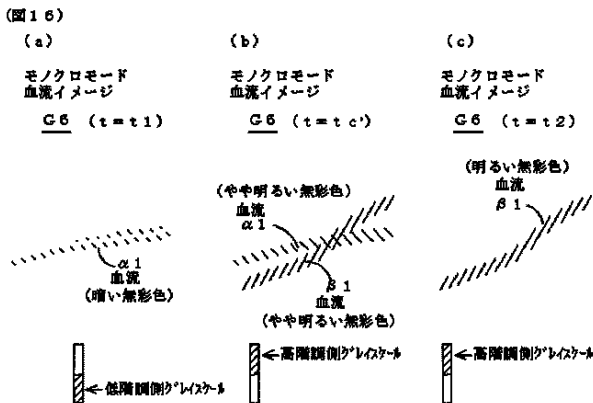 (図16)
(a)
モノクロモード
血流イメージ
G6 (t=t1)
α1
血流
(暗い無彩色)
←低階調側グレイスケール
(b)
モノクロモード
血流イメージ
G6 (t=tc')
(やや明るい無彩色)
血流
α1
β1
血流
(やや明るい無彩色)
←高階調側グレイスケール
(c)
モノクロモード
血流イメージ
G6 (t=t2)
(明るい無彩色)
血流
β1
←高階調側グレイスケール